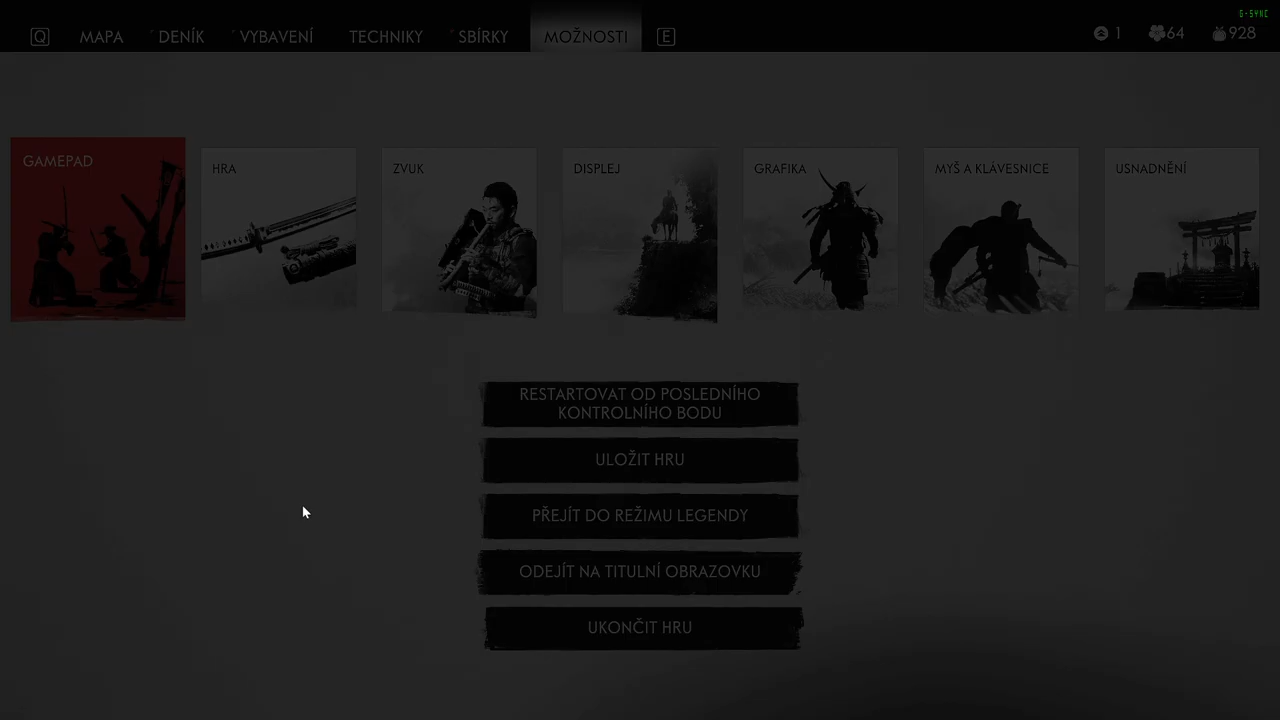 G-SYNC
Q MAPA DENÍK VYBAVENÍ TECHNIKY SBÍRKY MOŽNOSTI E 1 64 928
GAMEPAD HRA ZVUK DISPLEJ GRAFIKA MYŠ A KLÁVESNICE USNADNĚNÍ
RESTARTOVAT OD POSLEDNÍHO
KONTROLNÍHO BODU
ULOŽIT HRU
PŘEJÍT DO REŽIMU LEGENDY
ODEJÍT NA TITULNÍ OBRAZOVKU
UKONČIT HRU